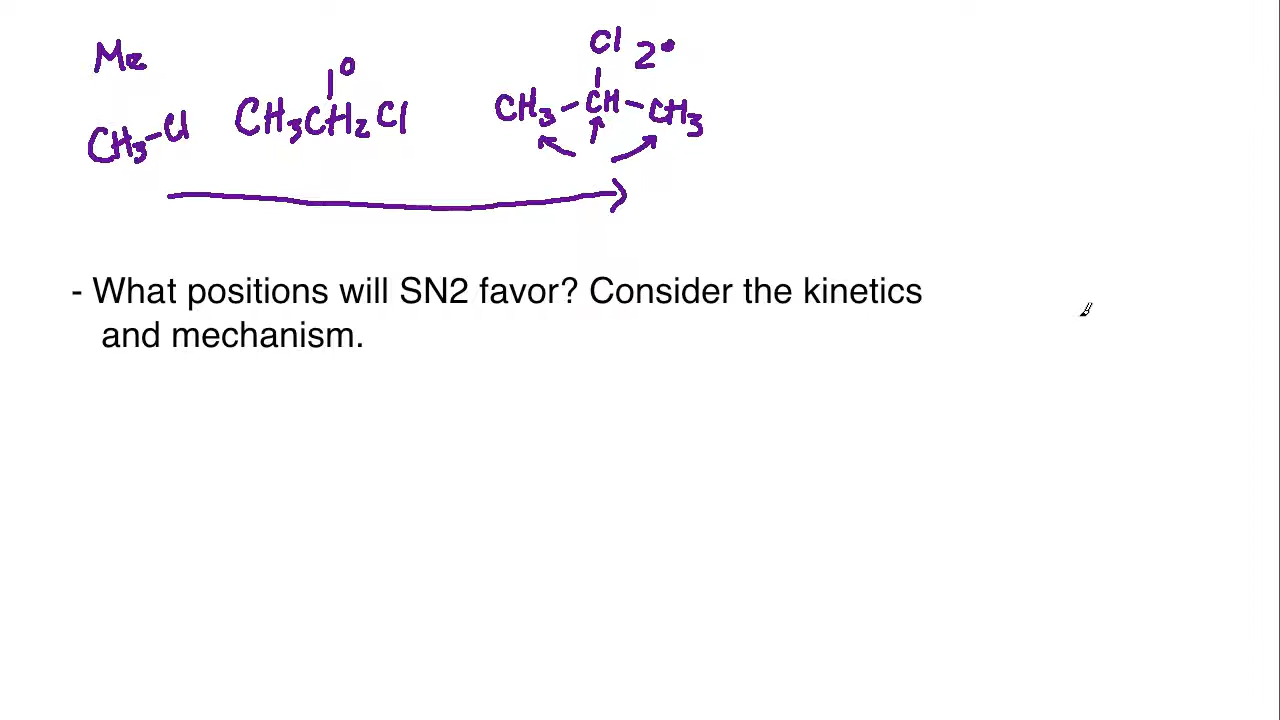 Me
CH3-Cl
1°
CH3CH2Cl
Cl 2°
CH3-CH-CH3
- What positions will SN2 favor? Consider the kinetics
and mechanism.